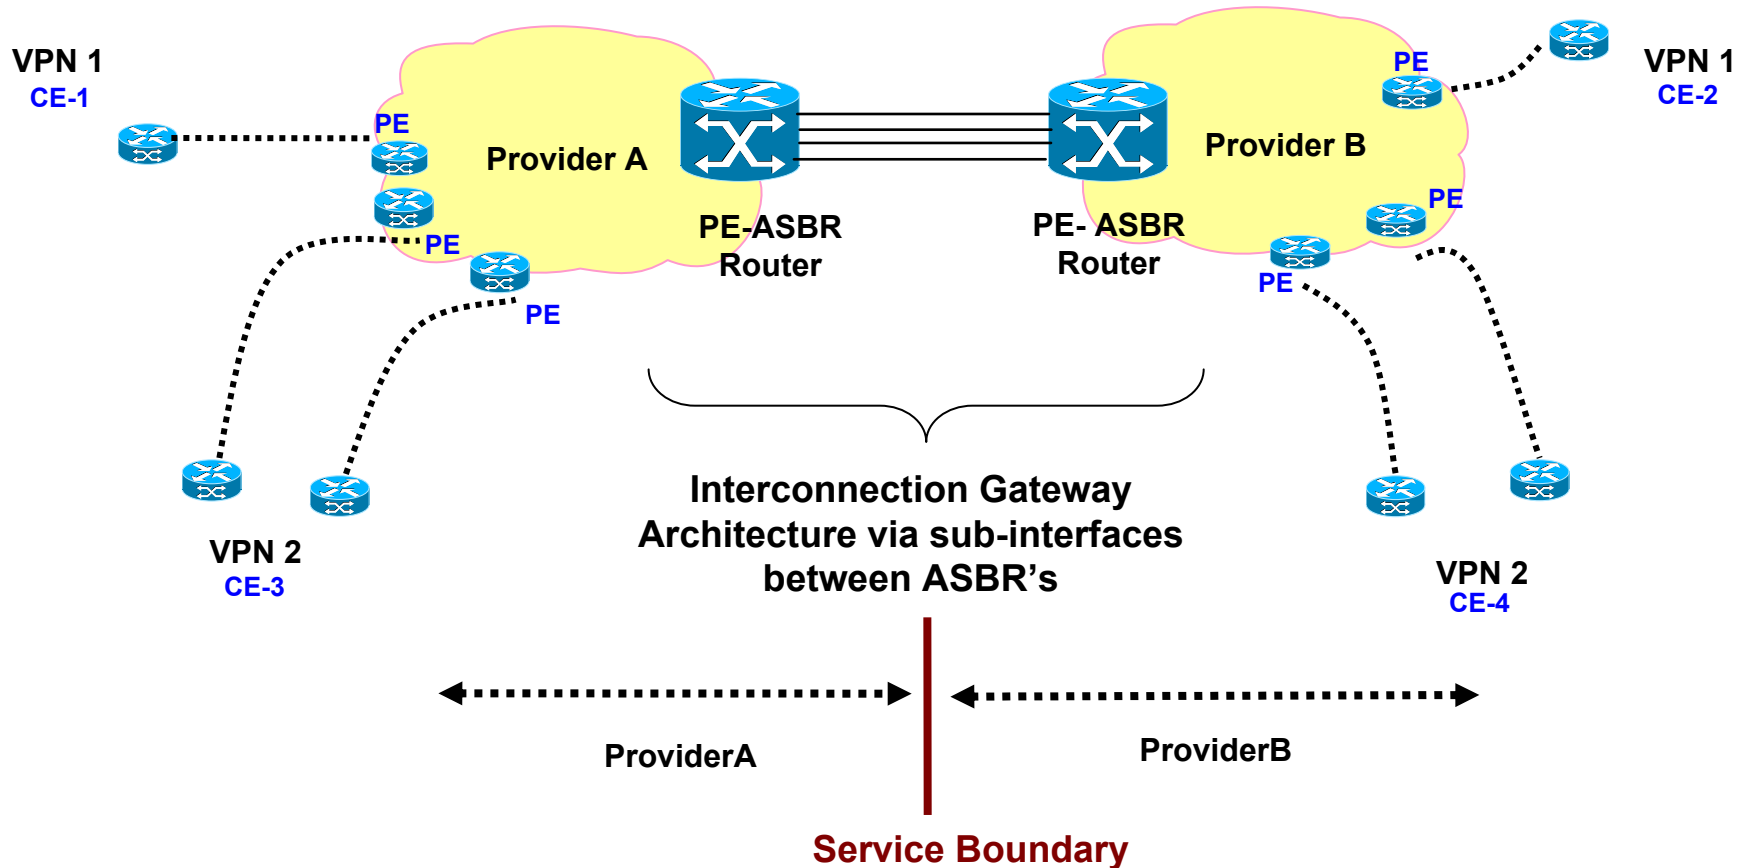 VPN 1
CE-1
PE
Provider A
PE
PE
PE-ASBR
Router
PE- ASBR
Router
Provider B
PE
PE
PE
VPN 1
CE-2
VPN 2
CE-3
Interconnection Gateway
Architecture via sub-interfaces
between ASBR’s
VPN 2
CE-4
ProviderA
ProviderB
Service Boundary